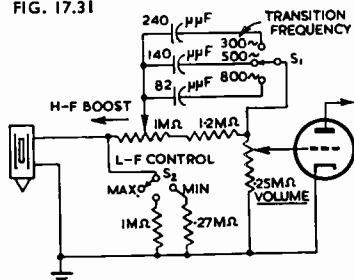 FIG. 17.31
240 μμF
TRANSITION
FREQUENCY
300~
140 μμF
500~
S₁
82 μμF
800~
H-F BOOST
1MΩ
1·2MΩ
L-F CONTROL
S₂
MAX
MIN
1MΩ
·27MΩ
·25MΩ
VOLUME